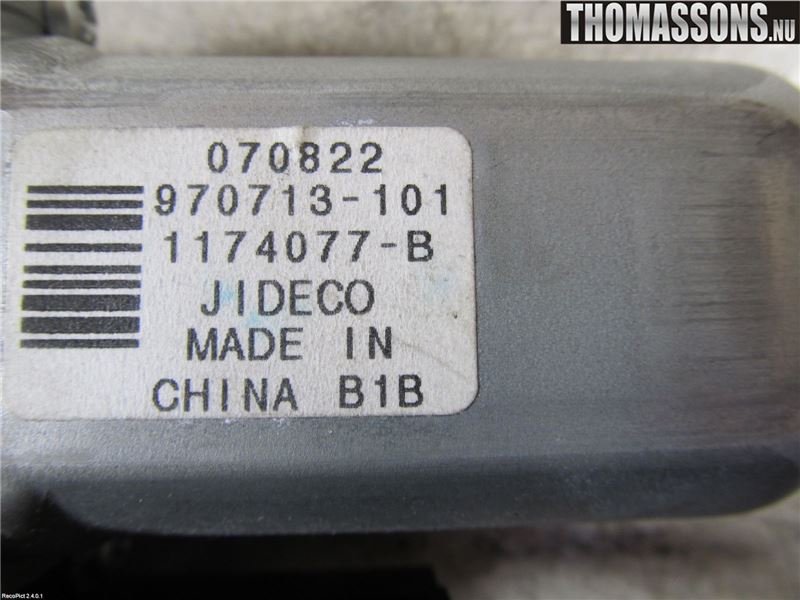 THOMASSONS.NU
070822
970713-101
1174077-B
JIDECO
MADE IN
CHINA B1B
RecoPict 2.4.0.1